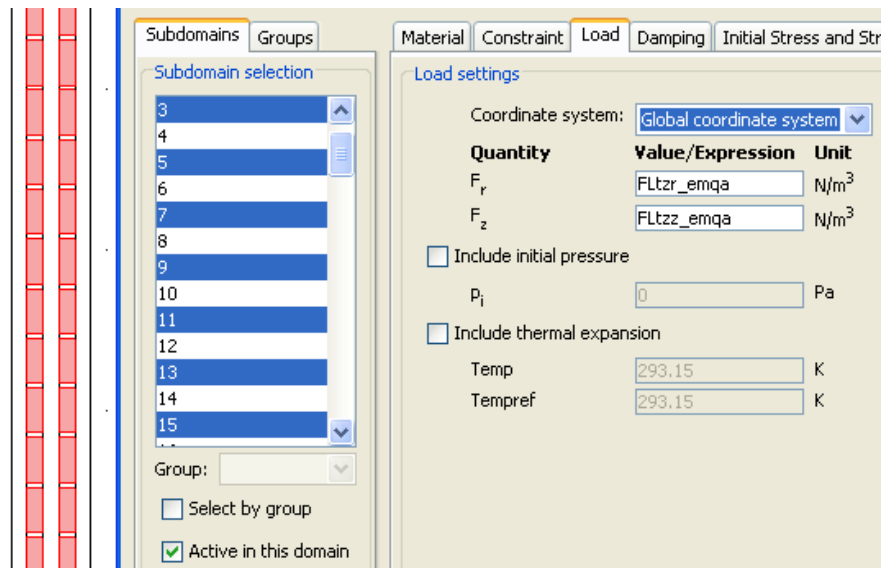 Subdomains Groups
Subdomain selection
3
4
5
6
7
8
9
10
11
12
13
14
15
Group:
Select by group
Active in this domain
Material Constraint Load Damping Initial Stress and Str
Load settings
Coordinate system: Global coordinate system
Quantity Value/Expression Unit
Fr FLtzr_emqa N/m³
Fz FLtzz_emqa N/m³
Include initial pressure
pi 0 Pa
Include thermal expansion
Temp 293.15 K
Tempref 293.15 K